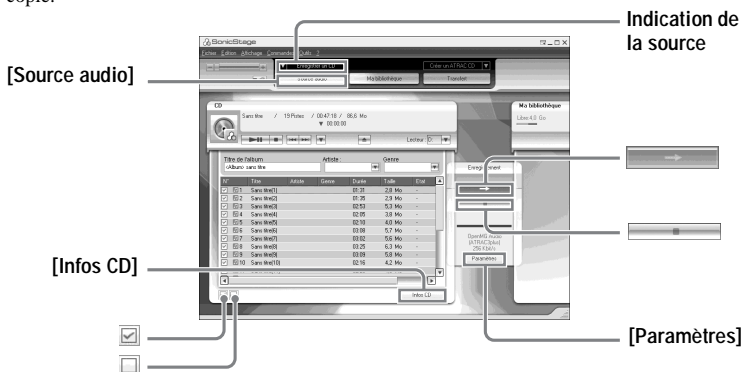 copie.
Indication de
la source
[Source audio]
[Infos CD]
[Paramètres]
SonicStage
Fichier Edition Affichage Commandes Outils ?
Enregistrer un CD
Créer un ATRAC CD
Source audio
Ma bibliothèque
Transfert
CD
Sans titre / 19 Pistes / 00:47:18 / 86,6 Mo
00:00:00
Lecteur: D:
Ma bibliothèque
Libre:4,0 Go
Titre de l'album
Artiste :
Genre
<Album> sans titre
Enregistrement
N° Titre Artiste Genre Durée Taille Etat
1 Sans titre(1) 01:31 2,8 Mo -
2 Sans titre(2) 01:35 2,9 Mo -
3 Sans titre(3) 02:53 5,3 Mo -
4 Sans titre(4) 02:05 3,8 Mo -
5 Sans titre(5) 02:10 4,0 Mo -
6 Sans titre(6) 03:08 5,7 Mo -
7 Sans titre(7) 03:02 5,6 Mo -
8 Sans titre(8) 03:25 6,3 Mo -
9 Sans titre(9) 03:09 5,8 Mo -
10 Sans titre(10) 02:16 4,2 Mo -
OpenMG Audio
(ATRAC3plus)
256 Kbit/s
Paramètres
Infos CD